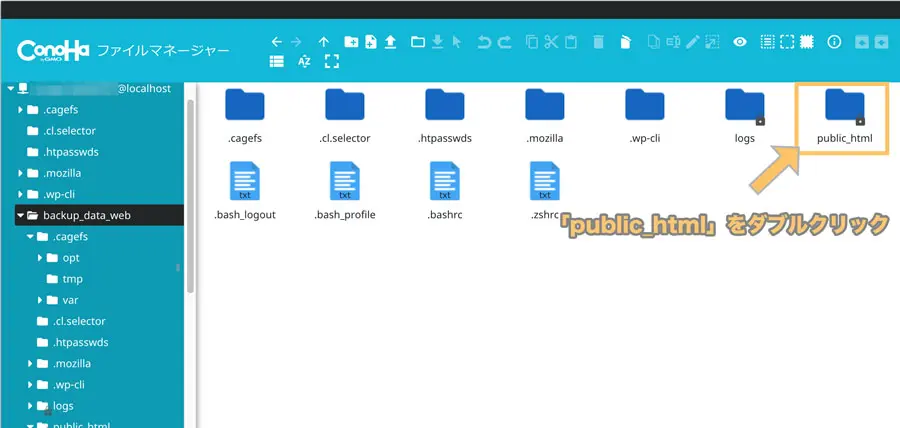 ConoHa ファイルマネージャー
by GMO
@localhost
.cagefs
.cl.selector
.htpasswds
.mozilla
.wp-cli
backup_data_web
.cagefs
opt
tmp
var
.cl.selector
.htpasswds
.mozilla
.wp-cli
logs
public_html
.cagefs .cl.selector .htpasswds .mozilla .wp-cli logs public_html
txt txt txt txt
.bash_logout .bash_profile .bashrc .zshrc
「public_html」をダブルクリック